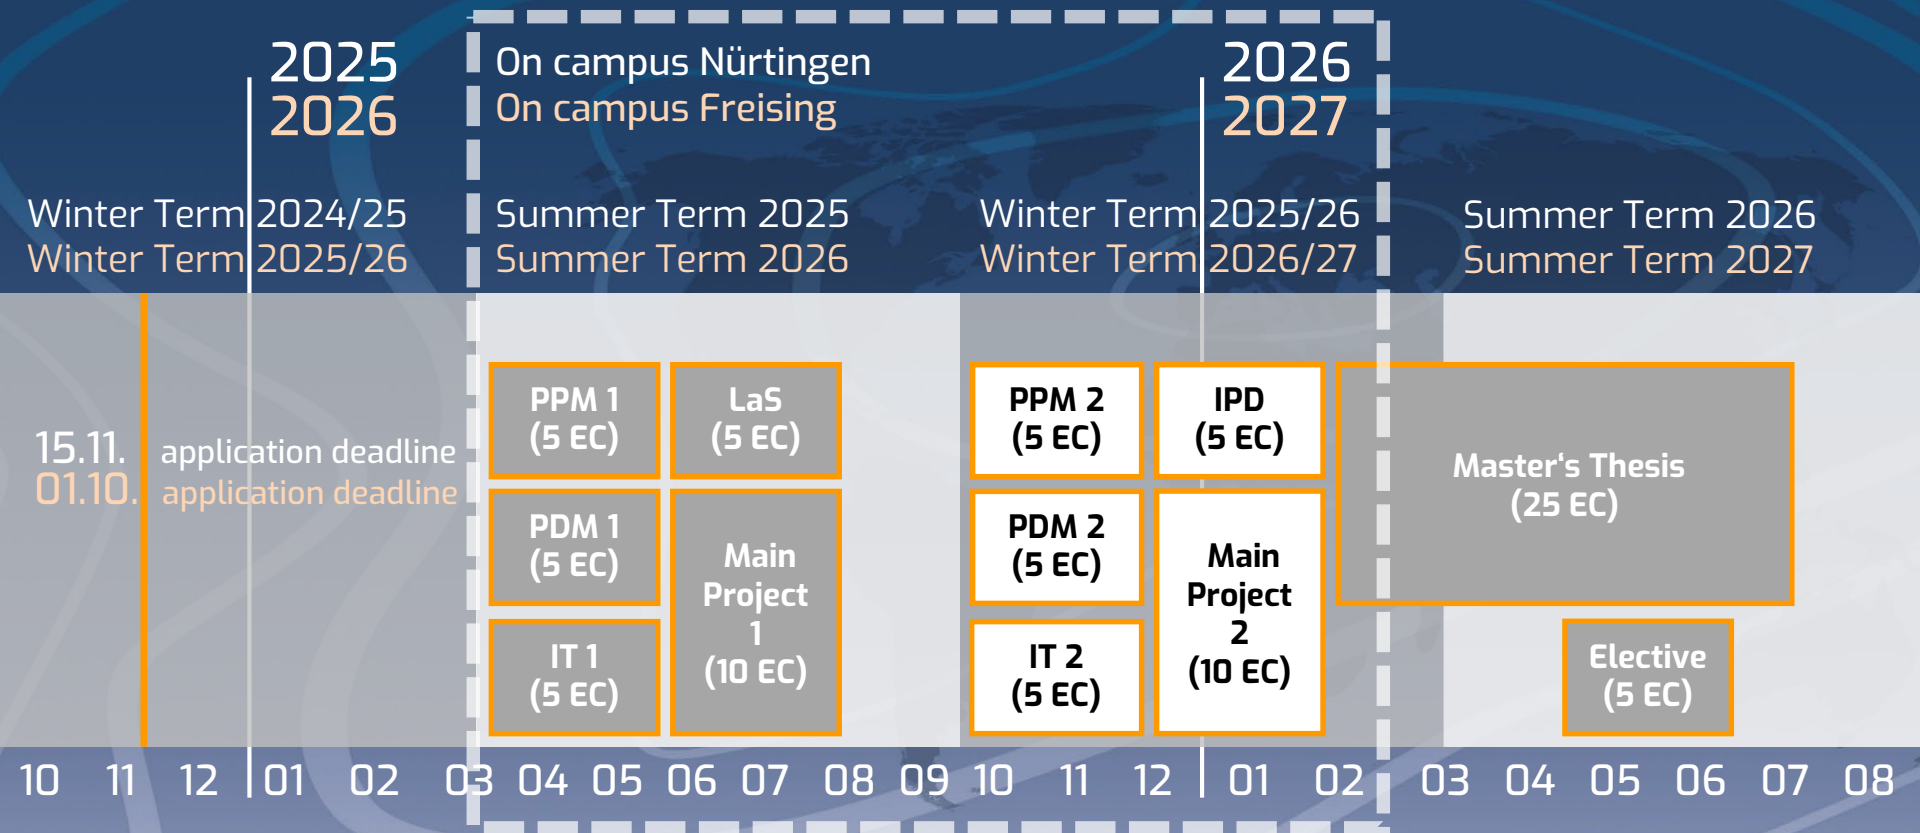 2025
2026
On campus Nürtingen
On campus Freising
2026
2027
Winter Term 2024/25
Winter Term 2025/26
Summer Term 2025
Summer Term 2026
Winter Term 2025/26
Winter Term 2026/27
Summer Term 2026
Summer Term 2027
15.11. application deadline
01.10. application deadline
PPM 1
(5 EC)
LaS
(5 EC)
PDM 1
(5 EC)
Main
Project
1
(10 EC)
IT 1
(5 EC)
PPM 2
(5 EC)
IPD
(5 EC)
PDM 2
(5 EC)
Main
Project
2
(10 EC)
IT 2
(5 EC)
Master‘s Thesis
(25 EC)
Elective
(5 EC)
10 11 12 01 02 03 04 05 06 07 08 09 10 11 12 01 02 03 04 05 06 07 08